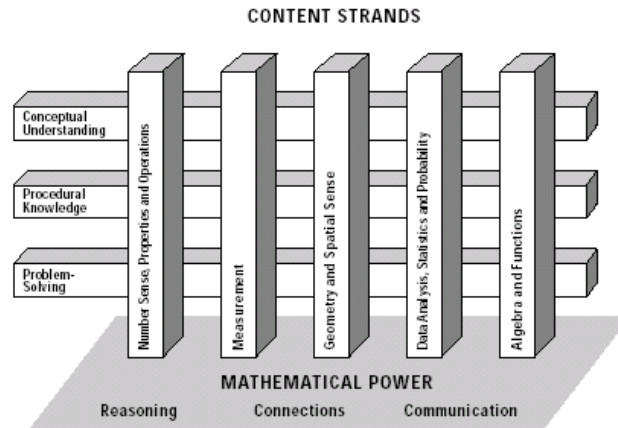 CONTENT STRANDS
Conceptual
Understanding
Procedural
Knowledge
Problem-
Solving
Number Sense, Properties and Operations
Measurement
Geometry and Spatial Sense
Data Analysis, Statistics and Probability
Algebra and Functions
MATHEMATICAL POWER
Reasoning Connections Communication